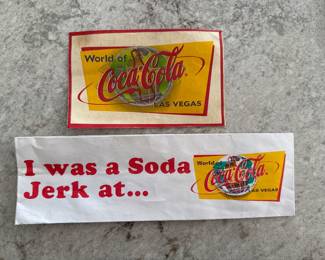 World of
Coca-Cola.
LAS VEGAS
I was a Soda
Jerk at...
World of
Coca-Cola.
LAS VEGAS